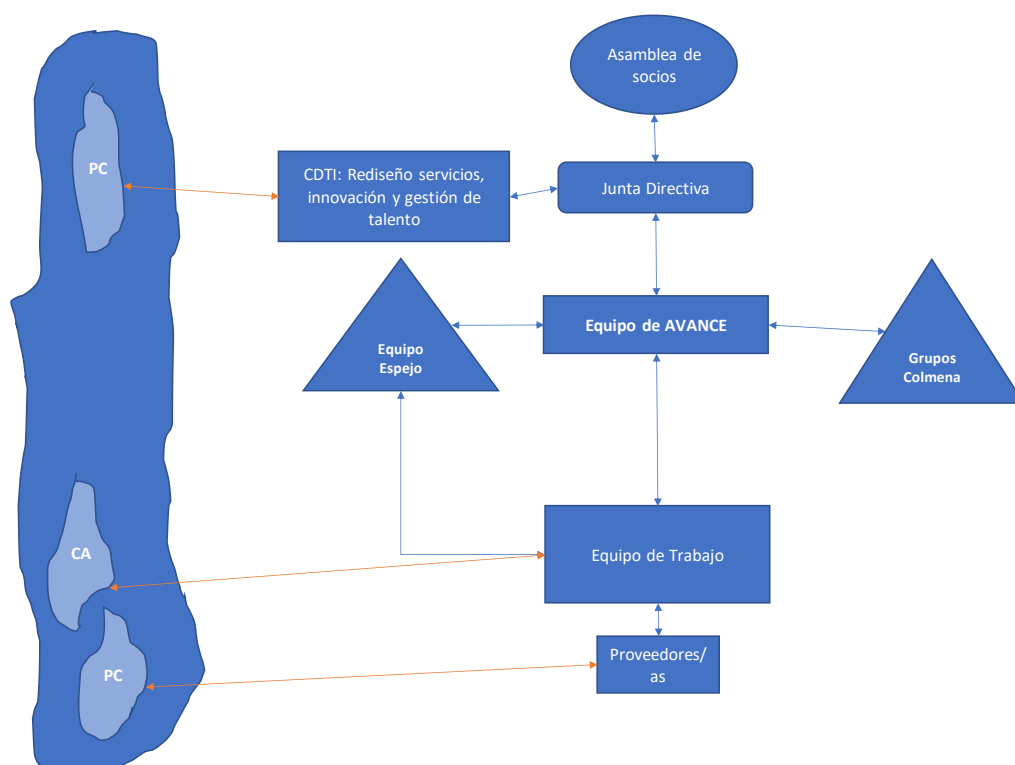 Asamblea de
socios
PC
CDTI: Rediseño servicios,
innovación y gestión de
talento
Junta Directiva
Equipo de AVANCE
Equipo
Espejo
Grupos
Colmena
CA
Equipo de Trabajo
PC
Proveedores/
as